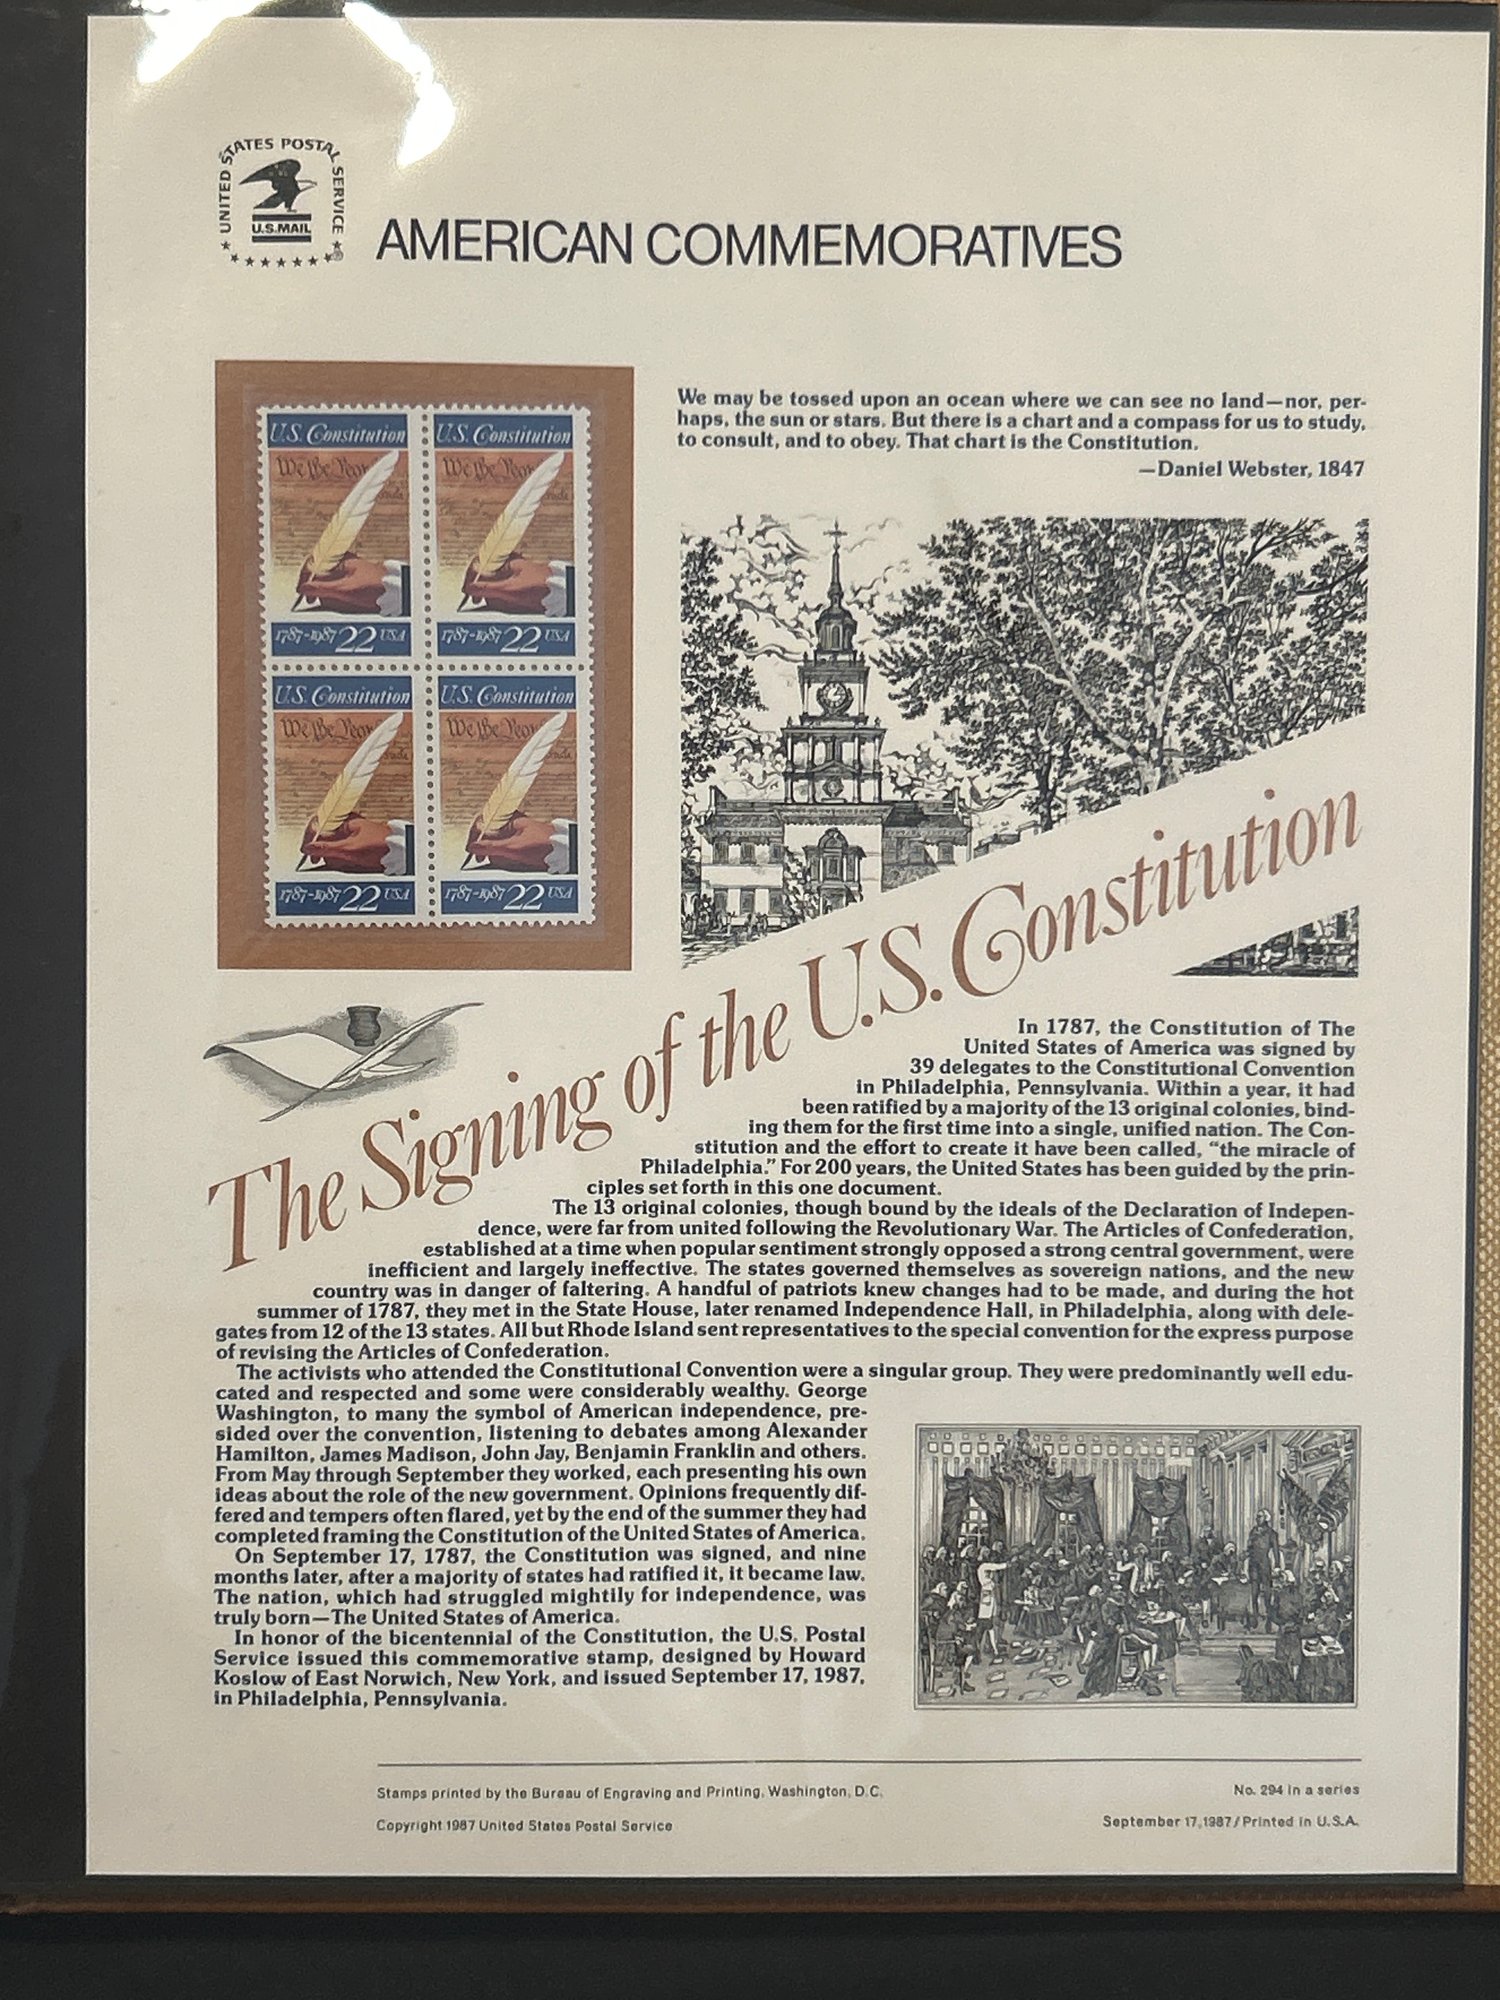 UNITED STATES POSTAL SERVICE
U.S.MAIL
®
AMERICAN COMMEMORATIVES
U.S. Constitution
We the Peop
1787-1987 22 USA
U.S. Constitution
We the Peop
1787-1987 22 USA
U.S. Constitution
We the Peop
1787-1987 22 USA
U.S. Constitution
We the Peop
1787-1987 22 USA
We may be tossed upon an ocean where we can see no land—nor, per-
haps, the sun or stars. But there is a chart and a compass for us to study,
to consult, and to obey. That chart is the Constitution.
—Daniel Webster, 1847
The Signing of the U.S. Constitution
In 1787, the Constitution of The
United States of America was signed by
39 delegates to the Constitutional Convention
in Philadelphia, Pennsylvania. Within a year, it had
been ratified by a majority of the 13 original colonies, bind-
ing them for the first time into a single, unified nation. The Con-
stitution and the effort to create it have been called, "the miracle of
Philadelphia." For 200 years, the United States has been guided by the prin-
ciples set forth in this one document.
The 13 original colonies, though bound by the ideals of the Declaration of Indepen-
dence, were far from united following the Revolutionary War. The Articles of Confederation,
established at a time when popular sentiment strongly opposed a strong central government, were
inefficient and largely ineffective. The states governed themselves as sovereign nations, and the new
country was in danger of faltering. A handful of patriots knew changes had to be made, and during the hot
summer of 1787, they met in the State House, later renamed Independence Hall, in Philadelphia, along with dele-
gates from 12 of the 13 states. All but Rhode Island sent representatives to the special convention for the express purpose
of revising the Articles of Confederation.
The activists who attended the Constitutional Convention were a singular group. They were predominantly well edu-
cated and respected and some were considerably wealthy. George
Washington, to many the symbol of American independence, pre-
sided over the convention, listening to debates among Alexander
Hamilton, James Madison, John Jay, Benjamin Franklin and others.
From May through September they worked, each presenting his own
ideas about the role of the new government. Opinions frequently dif-
fered and tempers often flared, yet by the end of the summer they had
completed framing the Constitution of the United States of America.
On September 17, 1787, the Constitution was signed, and nine
months later, after a majority of states had ratified it, it became law.
The nation, which had struggled mightily for independence, was
truly born—The United States of America.
In honor of the bicentennial of the Constitution, the U.S. Postal
Service issued this commemorative stamp, designed by Howard
Koslow of East Norwich, New York, and issued September 17, 1987,
in Philadelphia, Pennsylvania.
Stamps printed by the Bureau of Engraving and Printing, Washington, D.C.
No. 294 in a series
Copyright 1987 United States Postal Service
September 17, 1987/Printed in U.S.A.